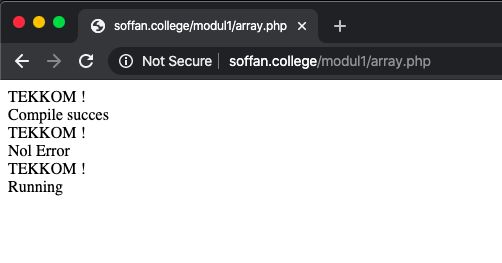 soffan.college/modul1/array.php
Not Secure | soffan.college/modul1/array.php
TEKKOM !
Compile succes
TEKKOM !
Nol Error
TEKKOM !
Running